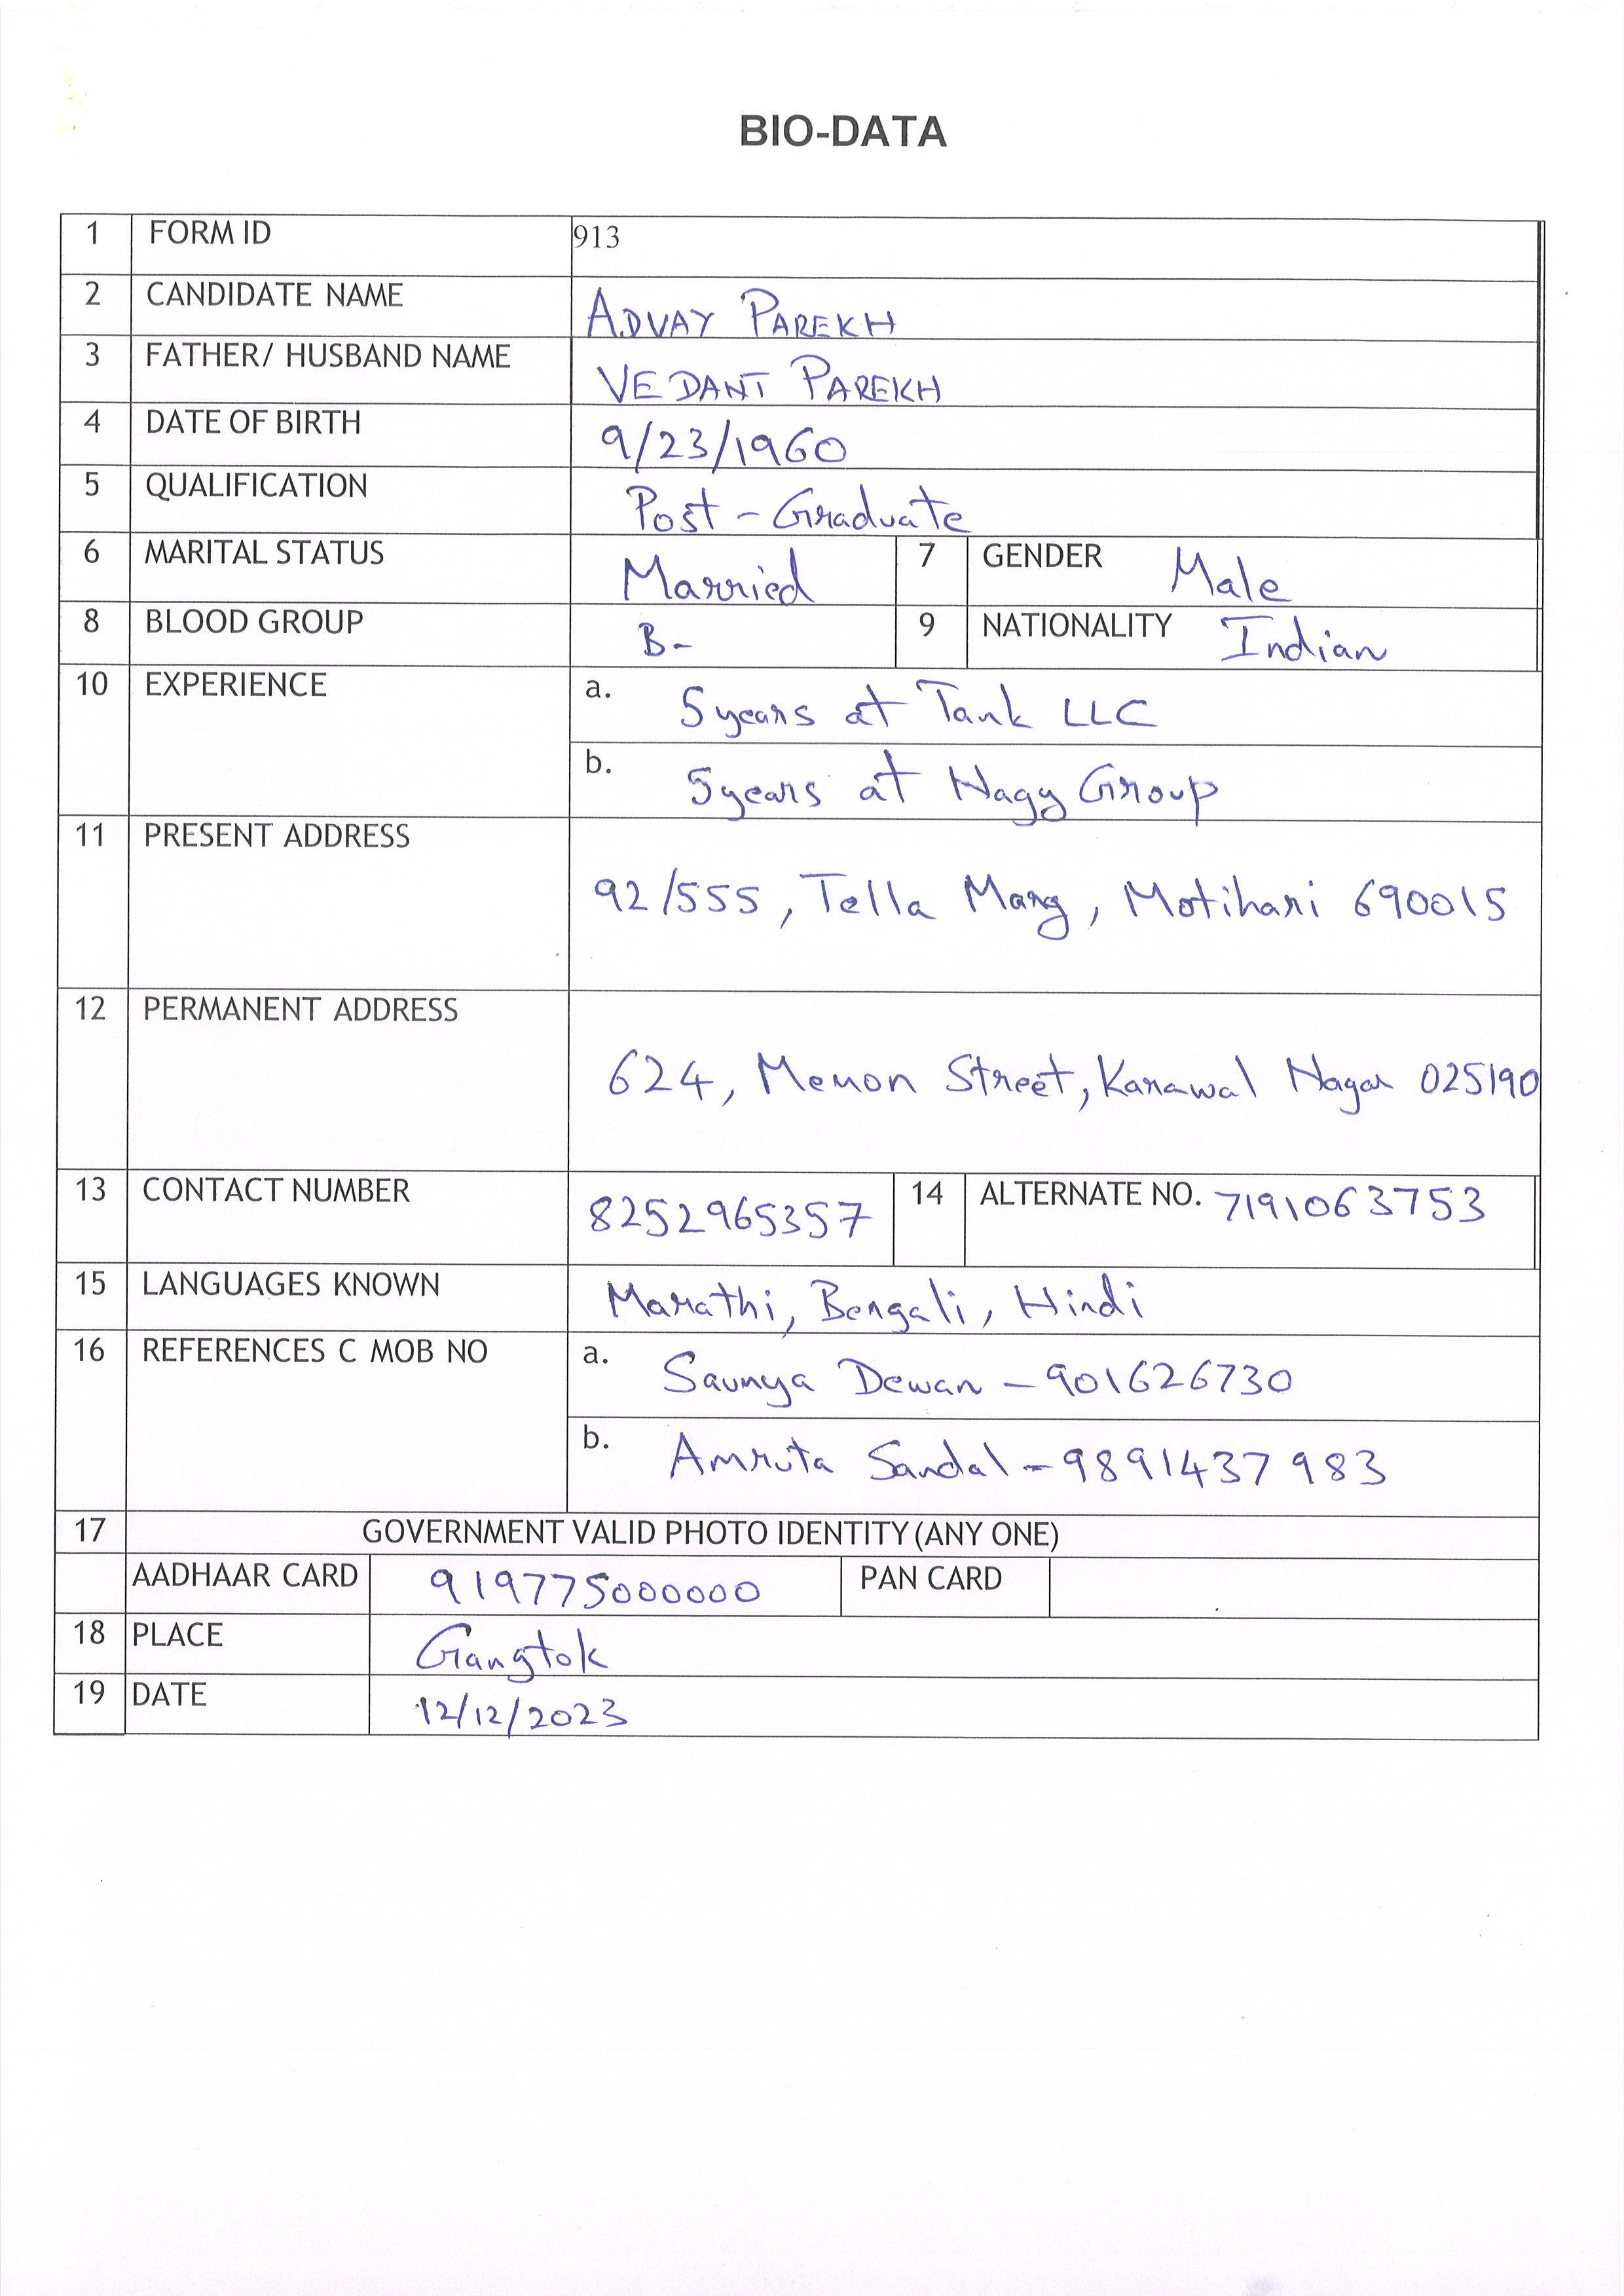 BIO-DATA
1 FORM ID 913
2 CANDIDATE NAME ADVAY PAREKH
3 FATHER/ HUSBAND NAME VEDANT PAREKH
4 DATE OF BIRTH 9/23/1960
5 QUALIFICATION Post-Graduate
6 MARITAL STATUS Married 7 GENDER Male
8 BLOOD GROUP B- 9 NATIONALITY Indian
10 EXPERIENCE a. 5 years at Tank LLC
b. 5 years at Nagy Group
11 PRESENT ADDRESS 92/555, Tella Marg, Motihari 690015
12 PERMANENT ADDRESS 624, Memon Street, Karawal Nagar 025190
13 CONTACT NUMBER 8252965357 14 ALTERNATE NO. 7191063753
15 LANGUAGES KNOWN Marathi, Bengali, Hindi
16 REFERENCES C MOB NO a. Saumya Dewan - 901626730
b. Amruta Sandal - 9891437983
17 GOVERNMENT VALID PHOTO IDENTITY (ANY ONE)
AADHAAR CARD 919775000000 PAN CARD
18 PLACE Gangtok
19 DATE 12/12/2023